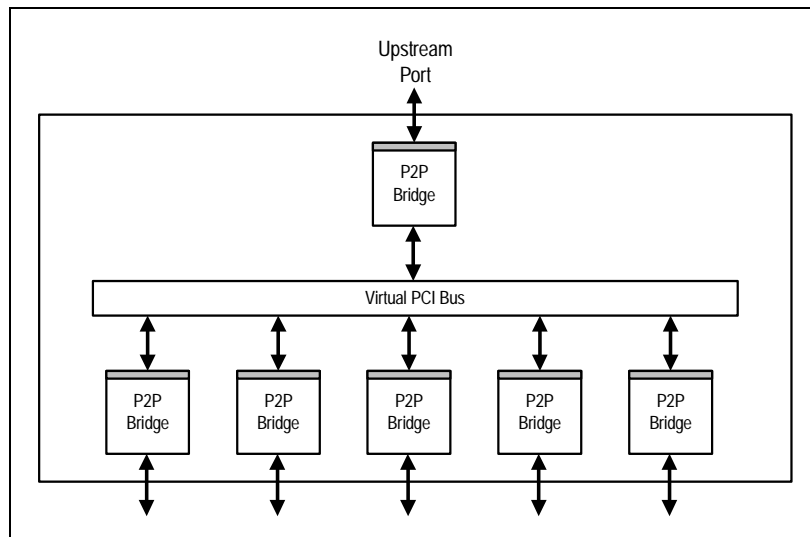 Upstream
Port
P2P
Bridge
Virtual PCI Bus
P2P
Bridge
P2P
Bridge
P2P
Bridge
P2P
Bridge
P2P
Bridge